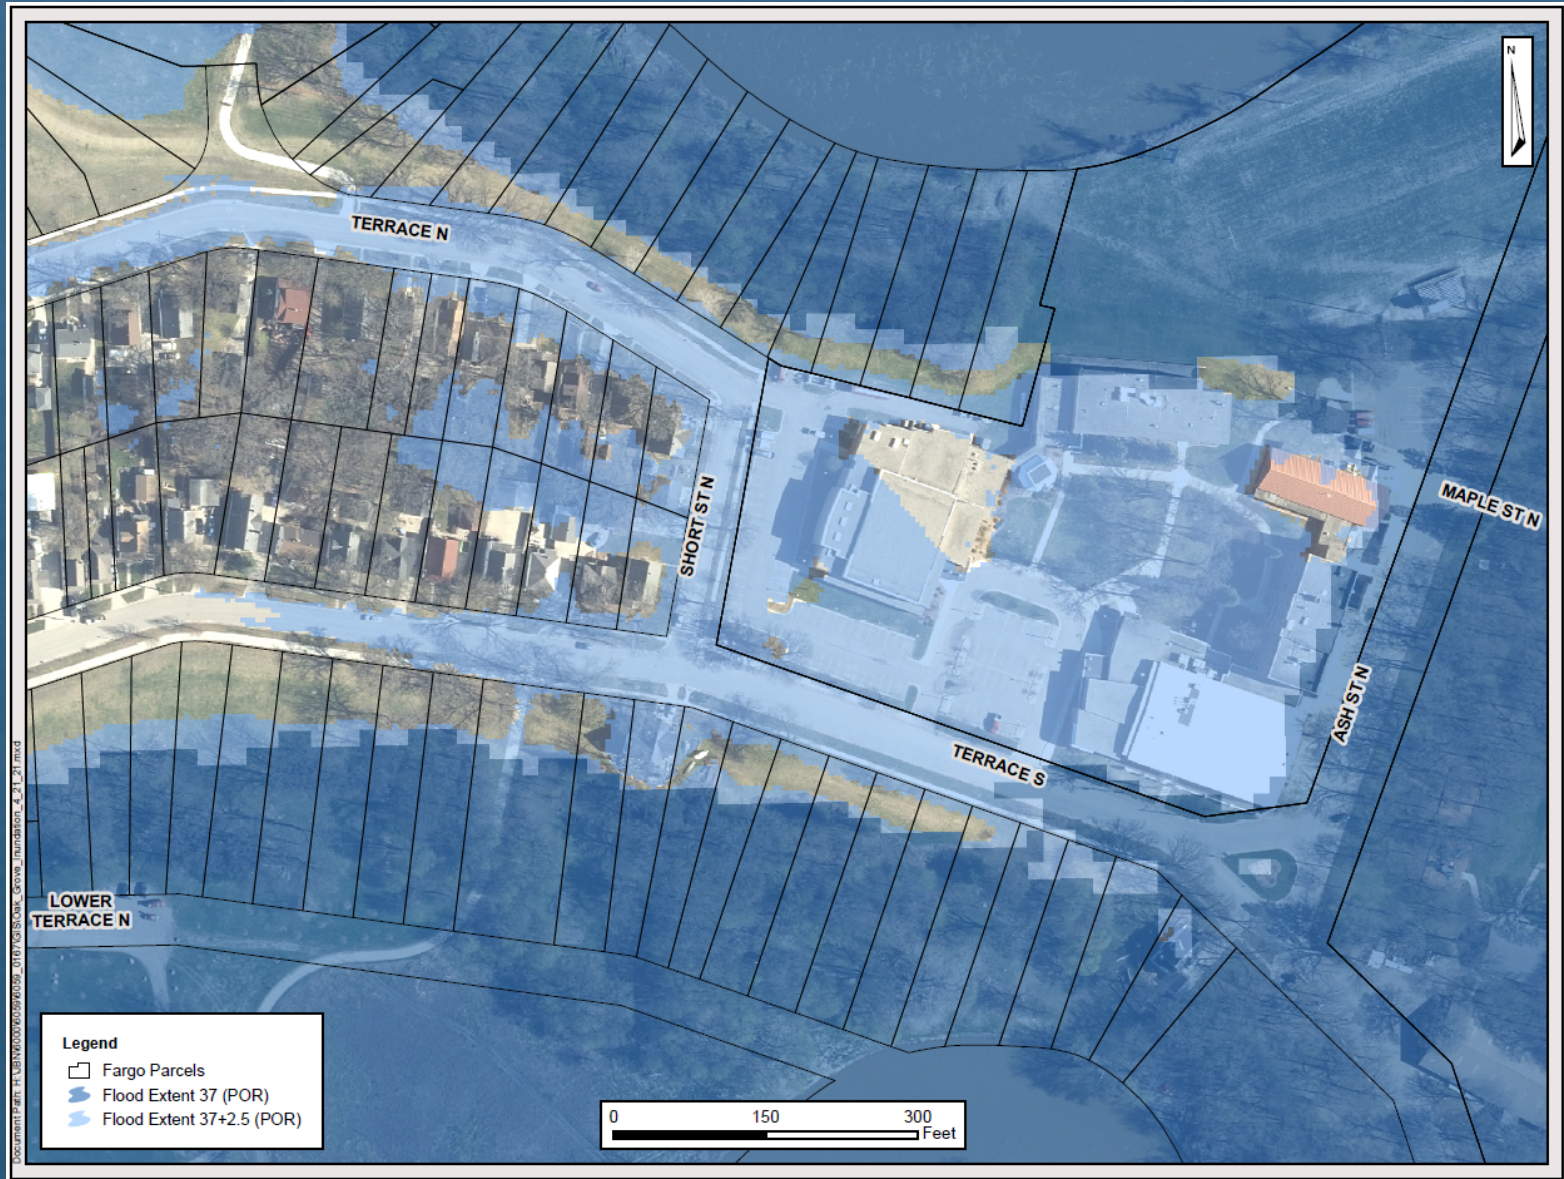 N
TERRACE N
MAPLE ST N
SHORT ST N
ASH ST N
TERRACE S
LOWER
TERRACE N
Legend
Fargo Parcels
Flood Extent 37 (POR)
Flood Extent 37+2.5 (POR)
0 150 300
Feet